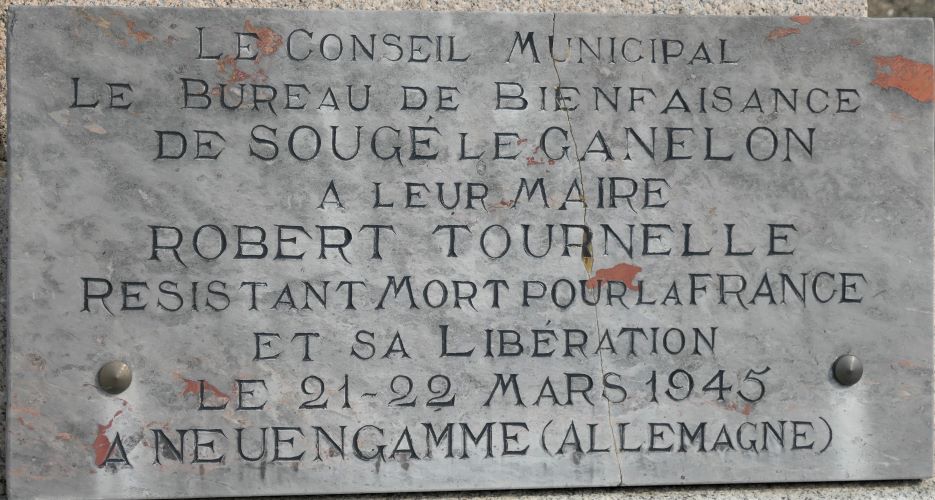 LE CONSEIL MUNICIPAL
LE BUREAU DE BIENFAISANCE
DE SOUGÉ LE GANELON
A LEUR MAIRE
ROBERT TOURNELLE
RESISTANT MORT POUR LA FRANCE
ET SA LIBÉRATION
LE 21-22 MARS 1945
A NEUENGAMME (ALLEMAGNE)